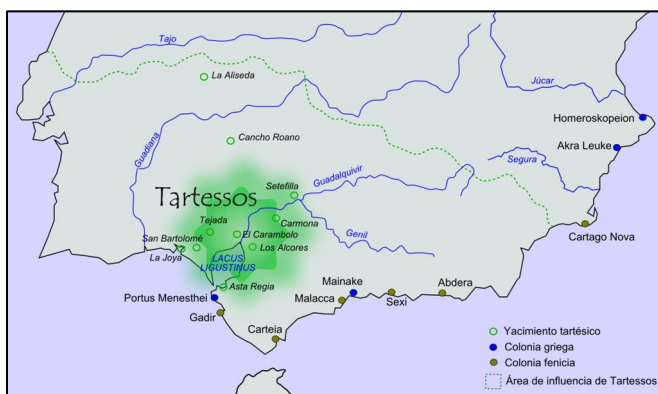 Tajo
La Aliseda
Júcar
Homeroskopeion
Cancho Roano
Akra Leuke
Guadiana
Segura
Guadalquivir
Setefilla
Tartessos
Carmona
Tejada
El Carambolo
Genil
San Bartolomé
Los Alcores
Cartago Nova
La Joya
LACUS
LIGUSTINUS
Asta Regia
Mainake
Abdera
Portus Menesthei
Malacca
Sexi
Gadir
Carteia
Yacimiento tartésico
Colonia griega
Colonia fenicia
Área de influencia de Tartessos